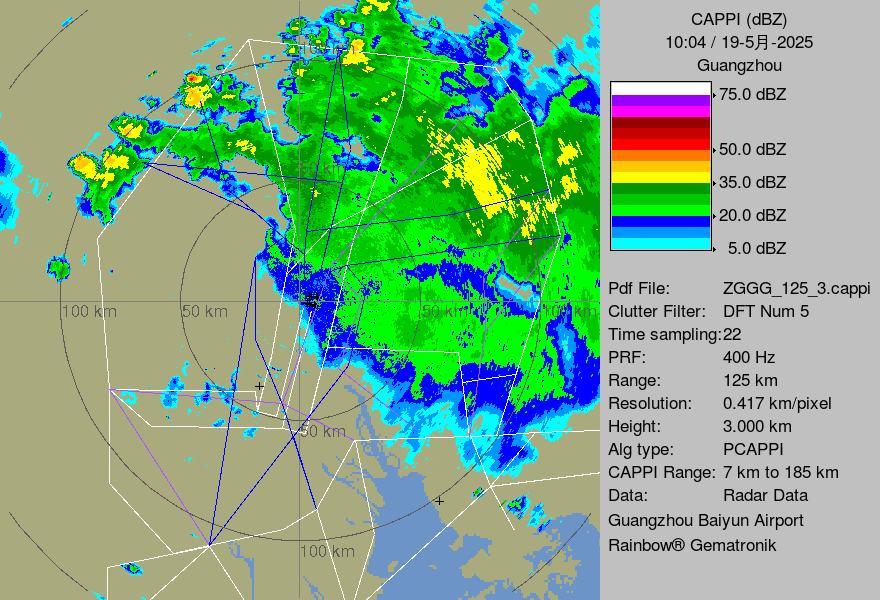 100 km
50 km
100 km
50 km
50 km
100 km
50 km
100 km
CAPPI (dBZ)
10:04 / 19-5月-2025
Guangzhou
75.0 dBZ
50.0 dBZ
35.0 dBZ
20.0 dBZ
5.0 dBZ
Pdf File: ZGGG_125_3.cappi
Clutter Filter: DFT Num 5
Time sampling:22
PRF: 400 Hz
Range: 125 km
Resolution: 0.417 km/pixel
Height: 3.000 km
Alg type: PCAPPI
CAPPI Range: 7 km to 185 km
Data: Radar Data
Guangzhou Baiyun Airport
Rainbow® Gematronik